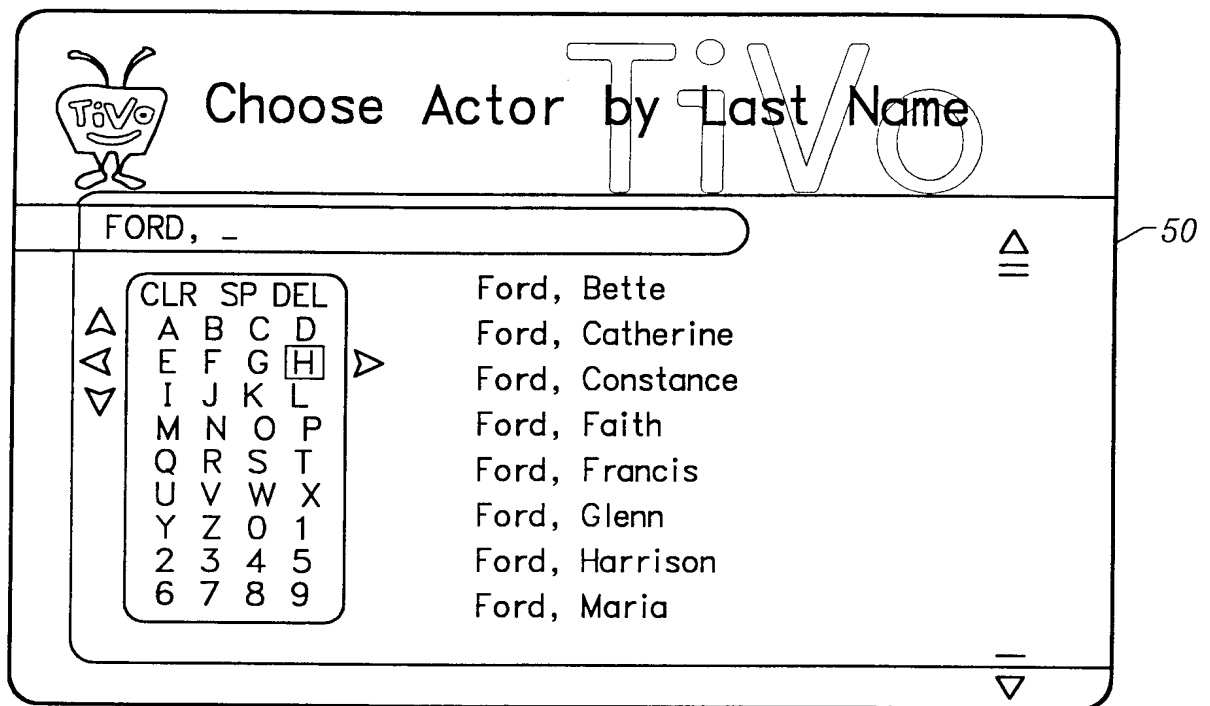 TiVo
TiVo
Choose Actor by Last Name
FORD, _
50
CLR SP DEL
A B C D
E F G H
I J K L
M N O P
Q R S T
U V W X
Y Z 0 1
2 3 4 5
6 7 8 9
Ford, Bette
Ford, Catherine
Ford, Constance
Ford, Faith
Ford, Francis
Ford, Glenn
Ford, Harrison
Ford, Maria